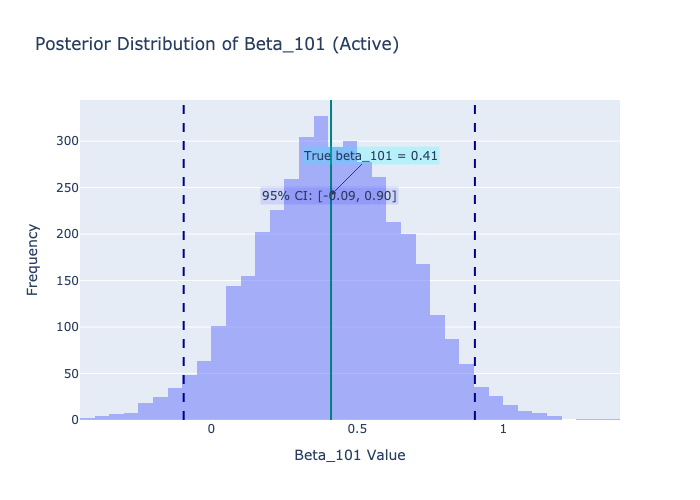 Posterior Distribution of Beta_101 (Active)
300
True beta_101 = 0.41
250
95% CI: [-0.09, 0.90]
200
Frequency
150
100
50
0
0
0.5
1
Beta_101 Value